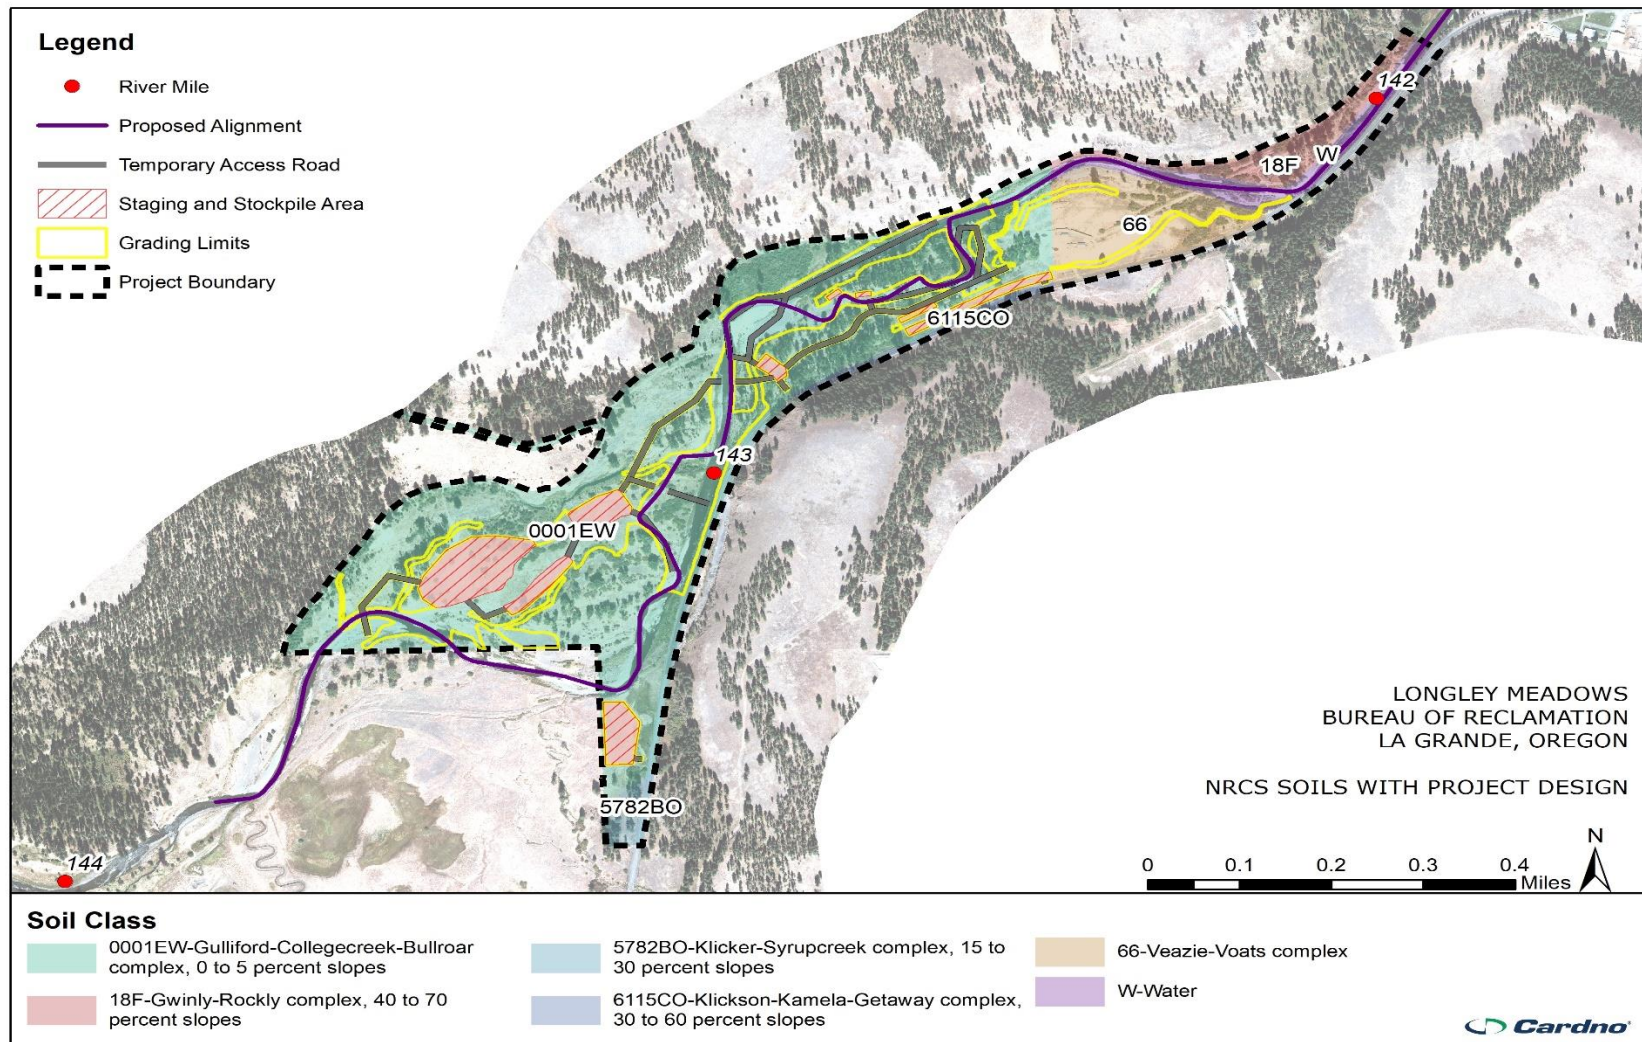 Legend
River Mile
Proposed Alignment
Temporary Access Road
Staging and Stockpile Area
Grading Limits
Project Boundary
142
18F
W
66
6115CO
143
0001EW
5782BO
144
LONGLEY MEADOWS
BUREAU OF RECLAMATION
LA GRANDE, OREGON
NRCS SOILS WITH PROJECT DESIGN
N
0 0.1 0.2 0.3 0.4
Miles
Soil Class
0001EW-Gulliford-Collegecreek-Bullroar
complex, 0 to 5 percent slopes
18F-Gwinly-Rockly complex, 40 to 70
percent slopes
5782BO-Klicker-Syrupcreek complex, 15 to
30 percent slopes
6115CO-Klickson-Kamela-Getaway complex,
30 to 60 percent slopes
66-Veazie-Voats complex
W-Water
Cardno